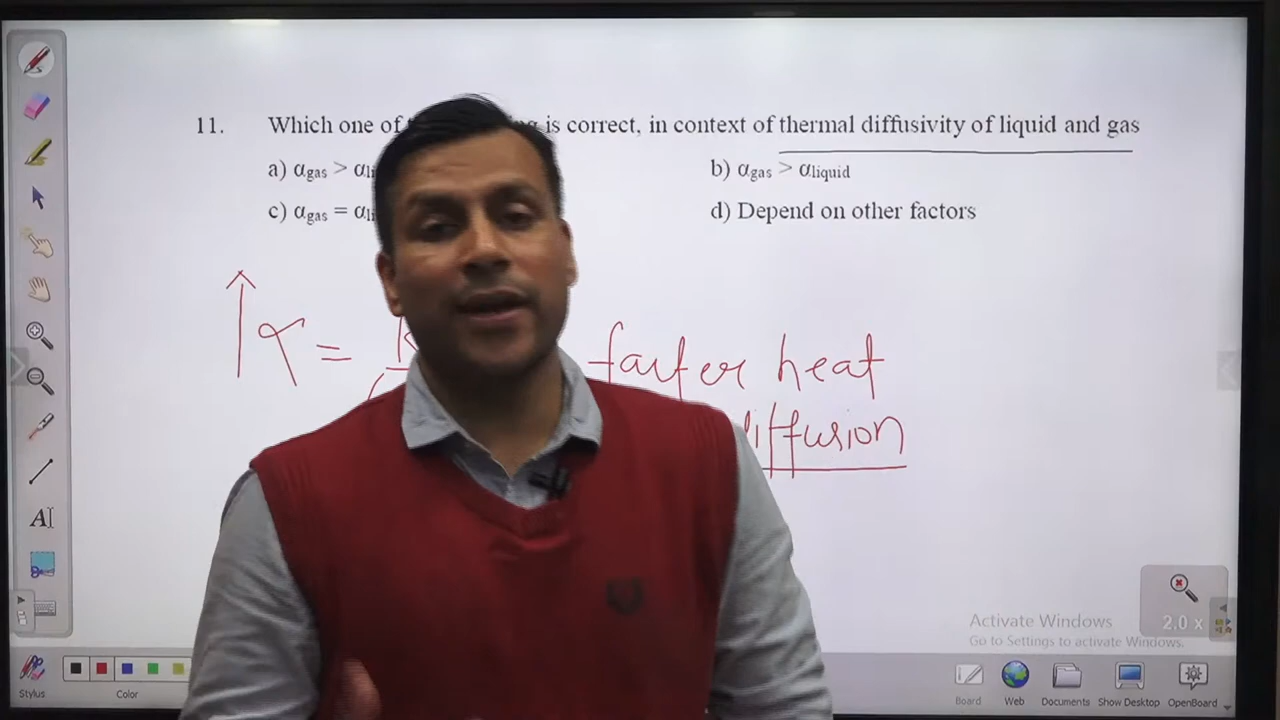 11. Which one of is correct, in context of thermal diffusivity of liquid and gas
a) αgas > αli
b) αgas > αliquid
c) αgas = αli
d) Depend on other factors
α = k
faster heat
diffusion
Activate Windows
Go to Settings to activate Windows.
2.0 x
Stylus
Color
Board
Web
Documents
Show Desktop
OpenBoard